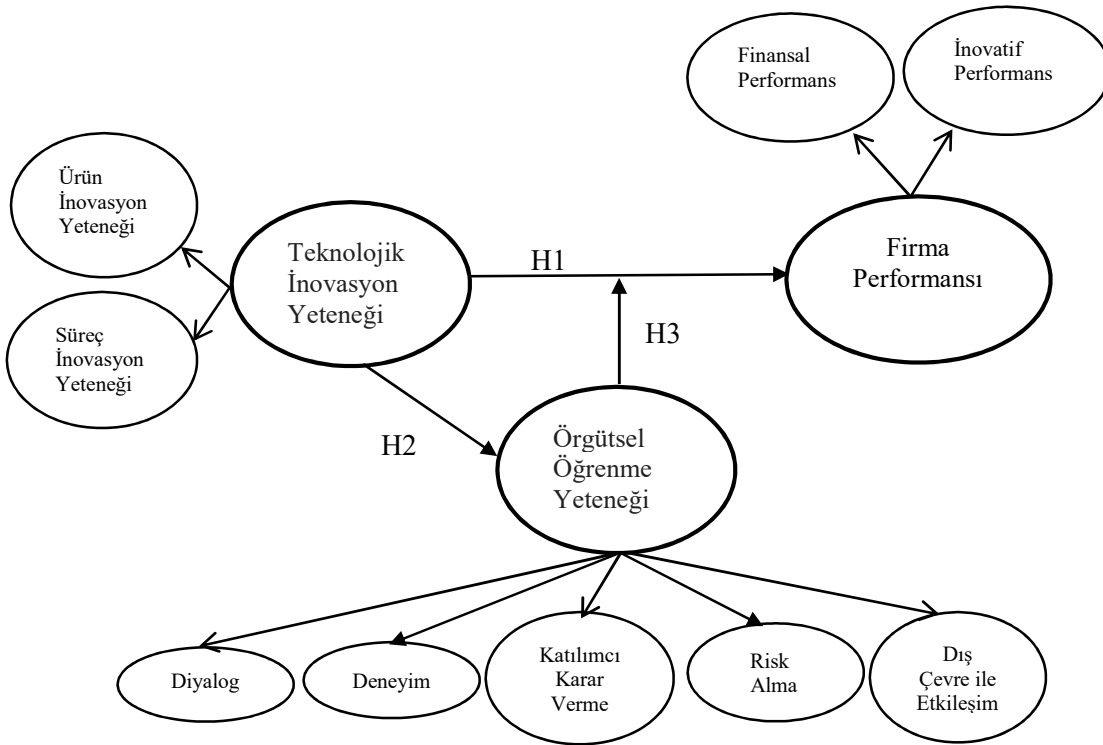 Finansal
Performans
İnovatif
Performans
Ürün
İnovasyon
Yeteneği
Teknolojik
İnovasyon
Yeteneği
H1
Firma
Performansı
Süreç
İnovasyon
Yeteneği
H3
H2
Örgütsel
Öğrenme
Yeteneği
Diyalog
Deneyim
Katılımcı
Karar
Verme
Risk
Alma
Dış
Çevre ile
Etkileşim